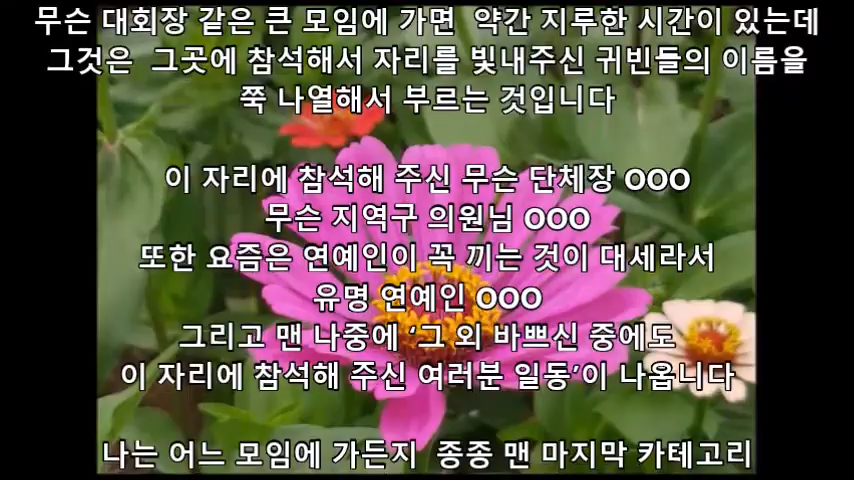 무슨 대회장 같은 큰 모임에 가면 약간 지루한 시간이 있는데
그것은 그곳에 참석해서 자리를 빛내주신 귀빈들의 이름을
쭉 나열해서 부르는 것입니다
이 자리에 참석해 주신 무슨 단체장 OOO
무슨 지역구 의원님 OOO
또한 요즘은 연예인이 꼭 끼는 것이 대세라서
유명 연예인 OOO
그리고 맨 나중에 ‘그 외 바쁘신 중에도
이 자리에 참석해 주신 여러분 일동’이 나옵니다
나는 어느 모임에 가든지 종종 맨 마지막 카테고리